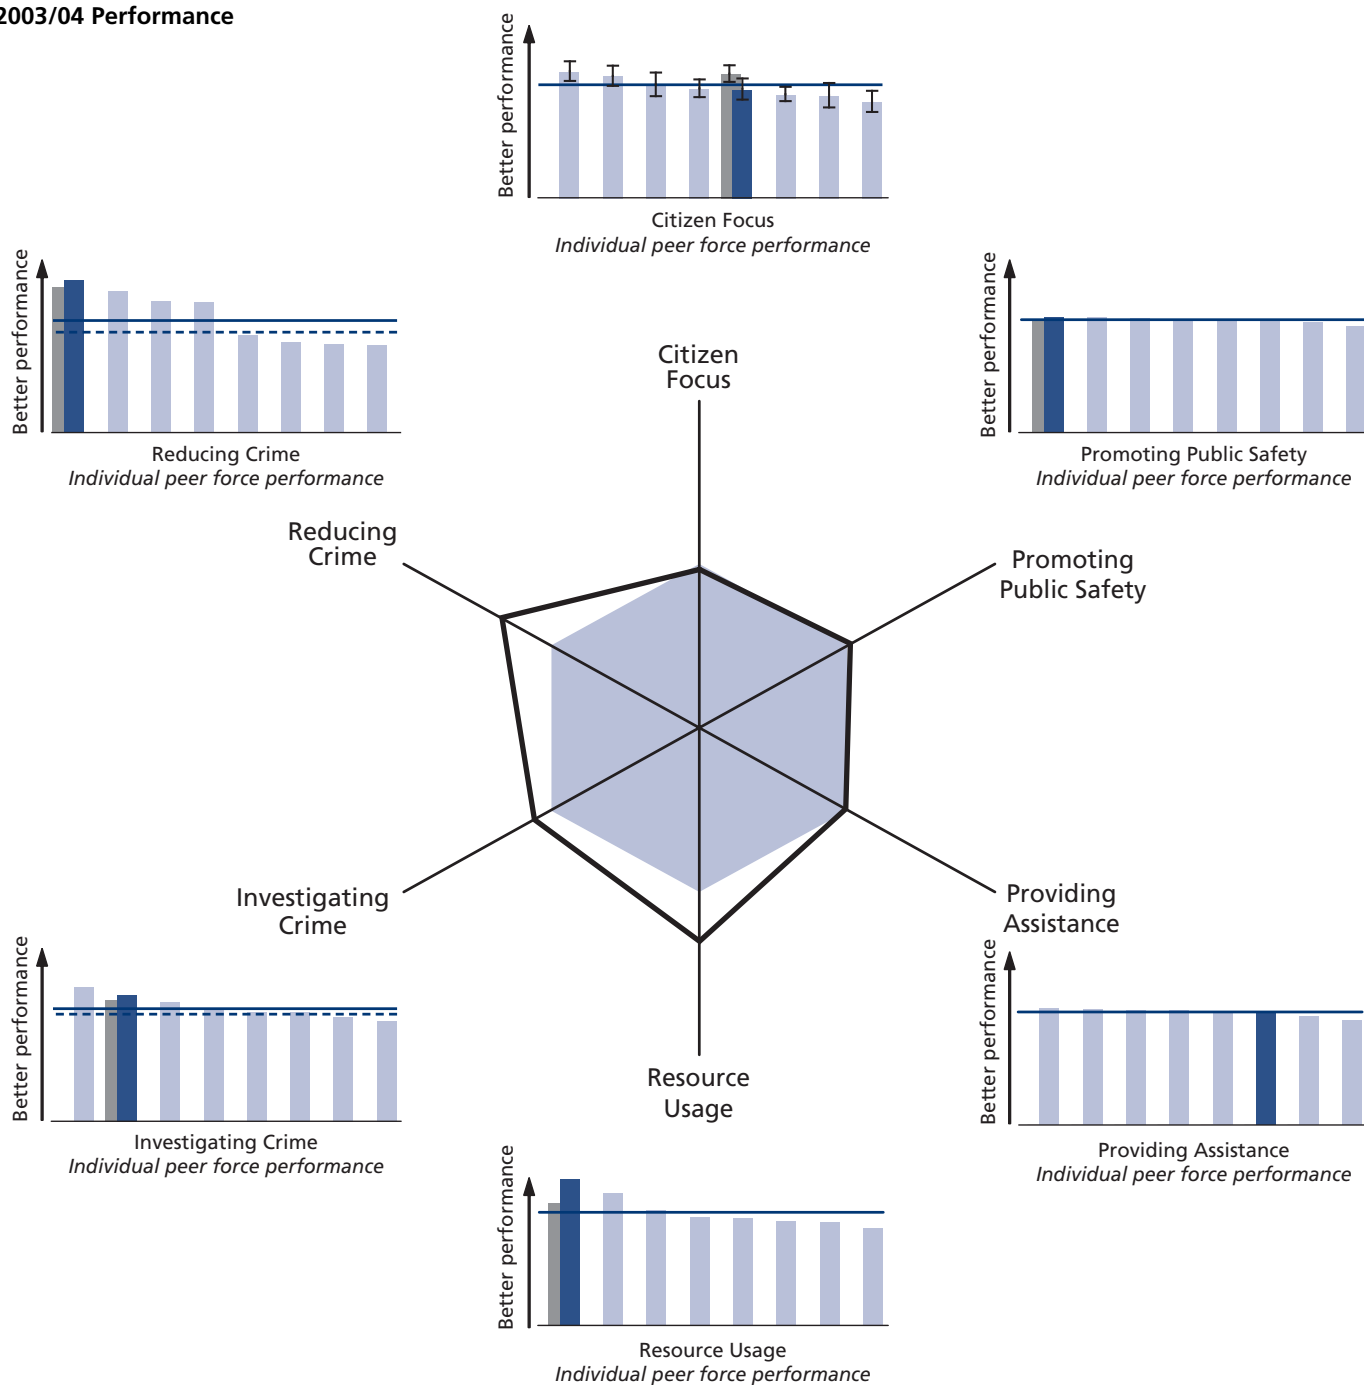 2003/04 Performance
Better performance
Citizen Focus
Individual peer force performance
Better performance
Reducing Crime
Individual peer force performance
Better performance
Promoting Public Safety
Individual peer force performance
Citizen
Focus
Reducing
Crime
Promoting
Public Safety
Investigating
Crime
Providing
Assistance
Resource
Usage
Better performance
Investigating Crime
Individual peer force performance
Better performance
Providing Assistance
Individual peer force performance
Better performance
Resource Usage
Individual peer force performance